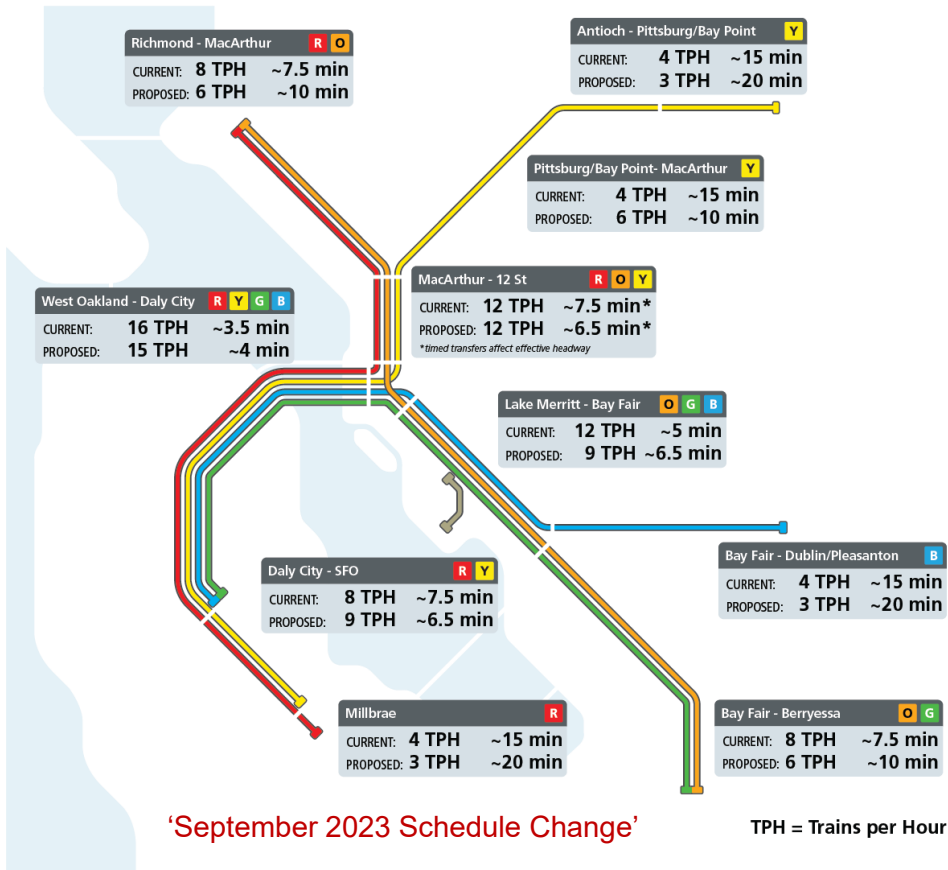 Richmond - MacArthur R O
CURRENT: 8 TPH ~7.5 min
PROPOSED: 6 TPH ~10 min
Antioch - Pittsburg/Bay Point Y
CURRENT: 4 TPH ~15 min
PROPOSED: 3 TPH ~20 min
Pittsburg/Bay Point- MacArthur Y
CURRENT: 4 TPH ~15 min
PROPOSED: 6 TPH ~10 min
MacArthur - 12 St R O Y
CURRENT: 12 TPH ~7.5 min*
PROPOSED: 12 TPH ~6.5 min*
*timed transfers affect effective headway
West Oakland - Daly City R Y G B
CURRENT: 16 TPH ~3.5 min
PROPOSED: 15 TPH ~4 min
Lake Merritt - Bay Fair O G B
CURRENT: 12 TPH ~5 min
PROPOSED: 9 TPH ~6.5 min
Bay Fair - Dublin/Pleasanton B
CURRENT: 4 TPH ~15 min
PROPOSED: 3 TPH ~20 min
Daly City - SFO R Y
CURRENT: 8 TPH ~7.5 min
PROPOSED: 9 TPH ~6.5 min
Millbrae R
CURRENT: 4 TPH ~15 min
PROPOSED: 3 TPH ~20 min
Bay Fair - Berryessa O G
CURRENT: 8 TPH ~7.5 min
PROPOSED: 6 TPH ~10 min
‘September 2023 Schedule Change’
TPH = Trains per Hour